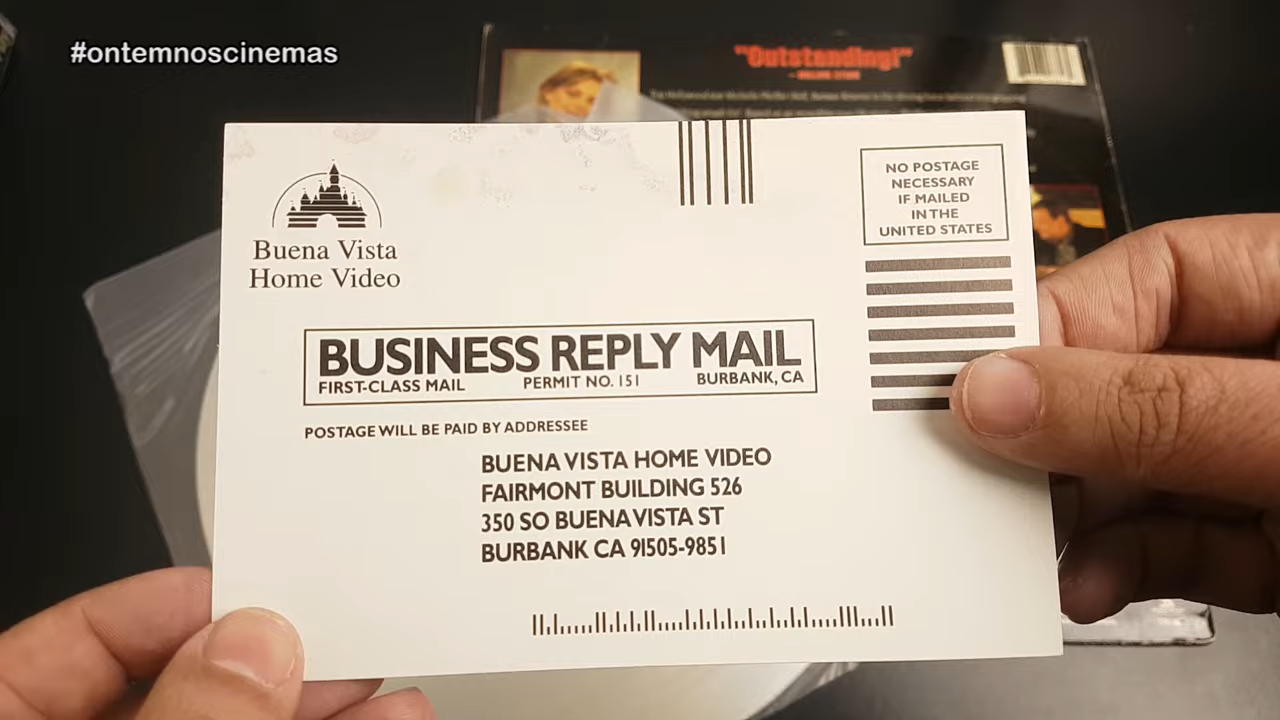 #ontemnoscinemas
"Outstanding!"
NO POSTAGE
NECESSARY
IF MAILED
IN THE
UNITED STATES
Buena Vista
Home Video
BUSINESS REPLY MAIL
FIRST-CLASS MAIL PERMIT NO. 151 BURBANK, CA
POSTAGE WILL BE PAID BY ADDRESSEE
BUENA VISTA HOME VIDEO
FAIRMONT BUILDING 526
350 SO BUENA VISTA ST
BURBANK CA 91505-9851